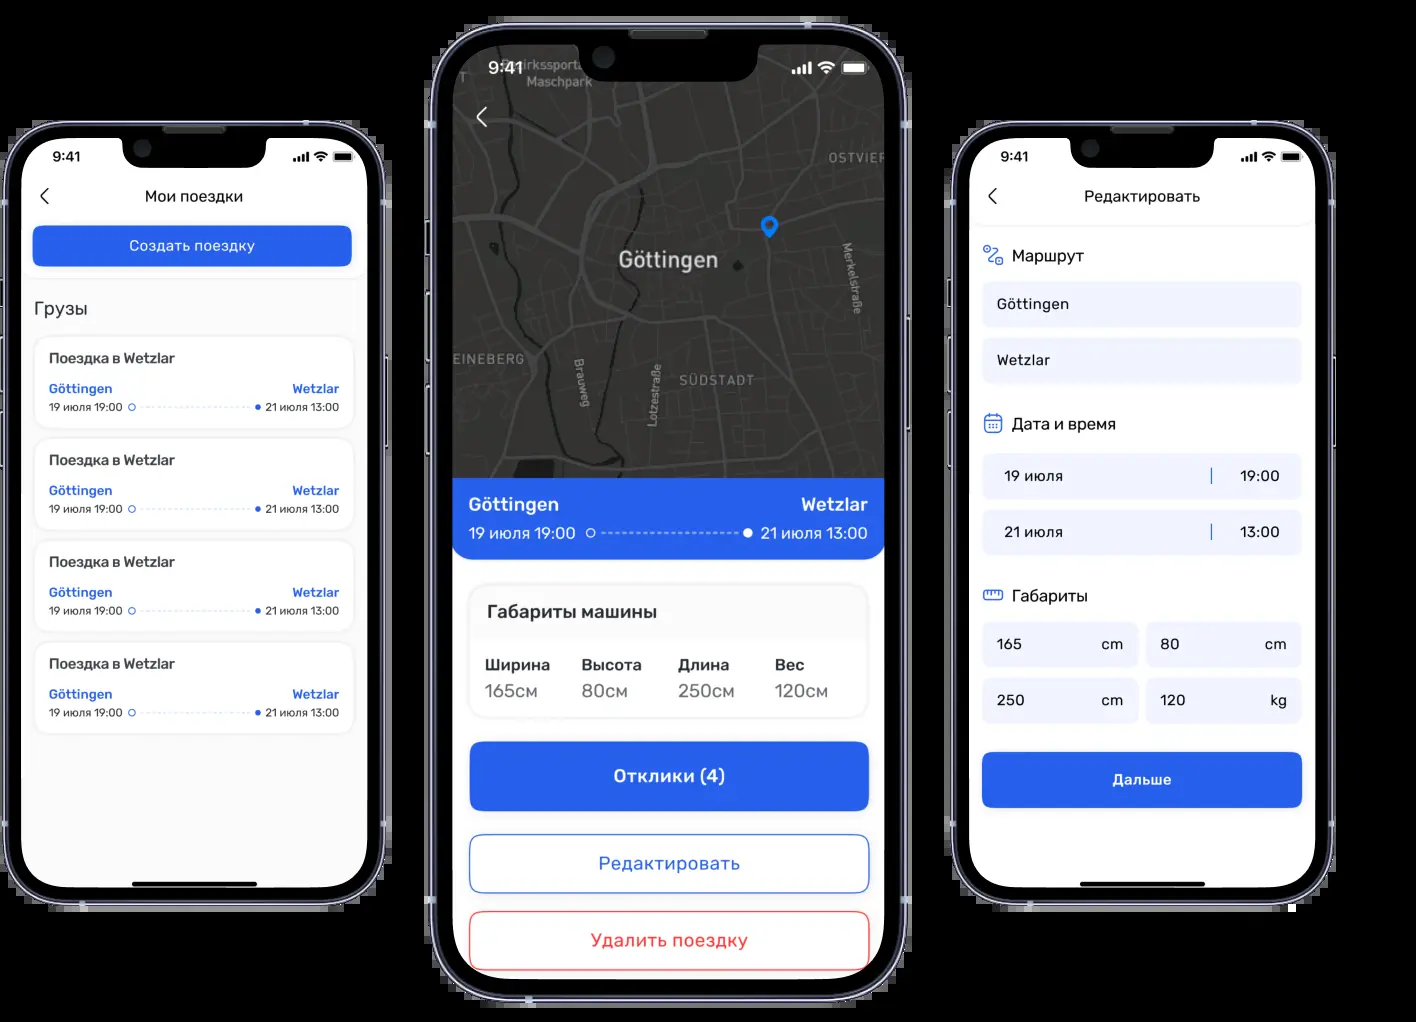 9:41
Мои поездки
Создать поездку
Грузы
Поездка в Wetzlar
Göttingen Wetzlar
19 июля 19:00 21 июля 13:00
Поездка в Wetzlar
Göttingen Wetzlar
19 июля 19:00 21 июля 13:00
Поездка в Wetzlar
Göttingen Wetzlar
19 июля 19:00 21 июля 13:00
Поездка в Wetzlar
Göttingen Wetzlar
19 июля 19:00 21 июля 13:00
9:41
Maschpark
OSTVIER
Göttingen
Merkelstraße
EINEBERG
Brauweg
Lotzestraße
SÜDSTADT
Göttingen Wetzlar
19 июля 19:00 21 июля 13:00
Габариты машины
Ширина Высота Длина Вес
165см 80см 250см 120см
Отклики (4)
Редактировать
Удалить поездку
9:41
Редактировать
Маршрут
Göttingen
Wetzlar
Дата и время
19 июля 19:00
21 июля 13:00
Габариты
165 cm 80 cm
250 cm 120 kg
Дальше